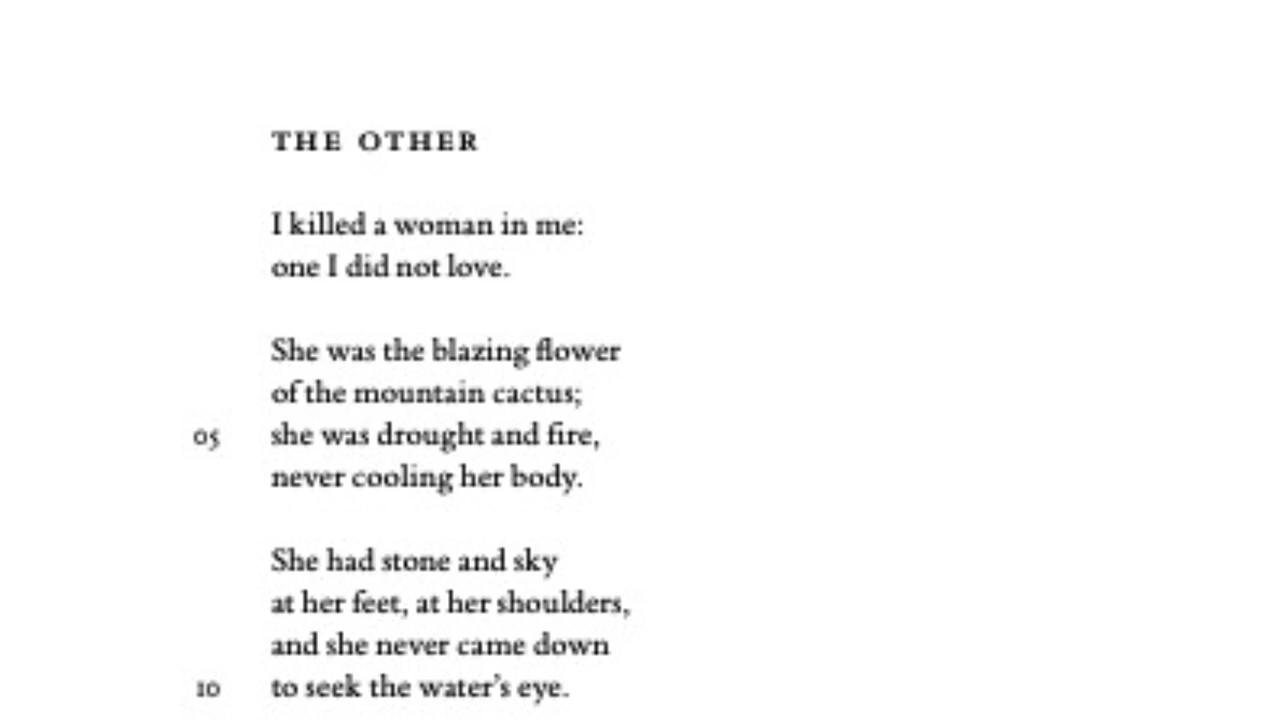 THE OTHER
I killed a woman in me:
one I did not love.
She was the blazing flower
of the mountain cactus;
05 she was drought and fire,
never cooling her body.
She had stone and sky
at her feet, at her shoulders,
and she never came down
10 to seek the water's eye.